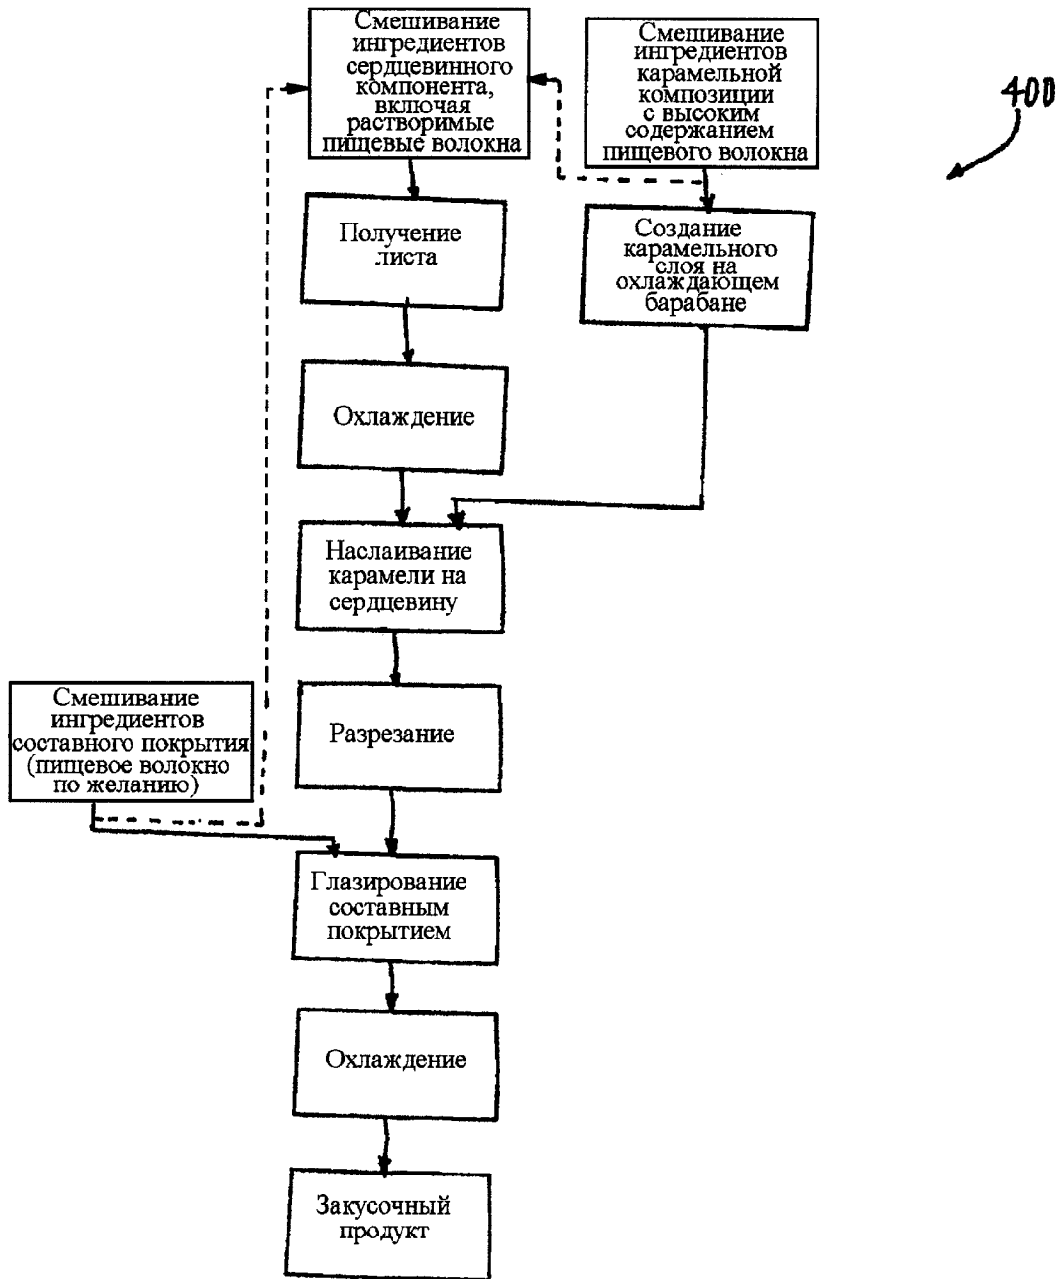 Смешивание
ингредиентов
сердцевинного
компонента,
включая
растворимые
пищевые волокна
Смешивание
ингредиентов
карамельной
композиции
с высоким
содержанием
пищевого волокна
400
Получение
листа
Создание
карамельного
слоя на
охлаждающем
барабане
Охлаждение
Наслаивание
карамели на
сердцевину
Смешивание
ингредиентов
составного покрытия
(пищевое волокно
по желанию)
Разрезание
Глазирование
составным
покрытием
Охлаждение
Закусочный
продукт